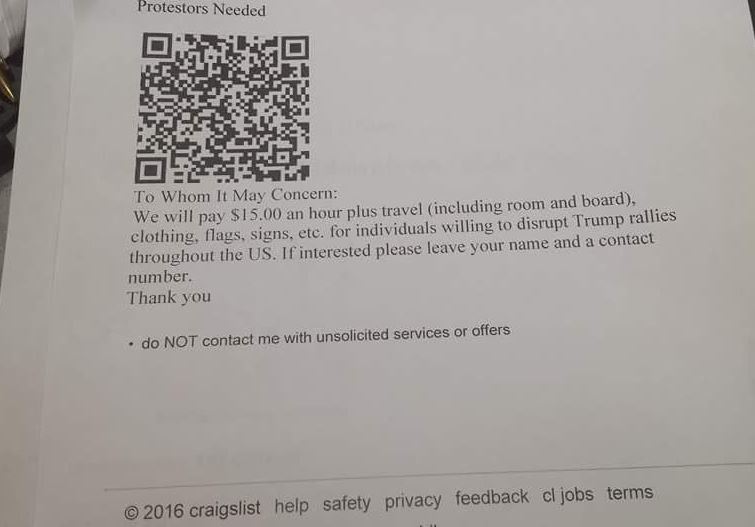 Protestors Needed
To Whom It May Concern:
We will pay $15.00 an hour plus travel (including room and board),
clothing, flags, signs, etc. for individuals willing to disrupt Trump rallies
throughout the US. If interested please leave your name and a contact
number.
Thank you
• do NOT contact me with unsolicited services or offers
© 2016 craigslist help safety privacy feedback cl jobs terms